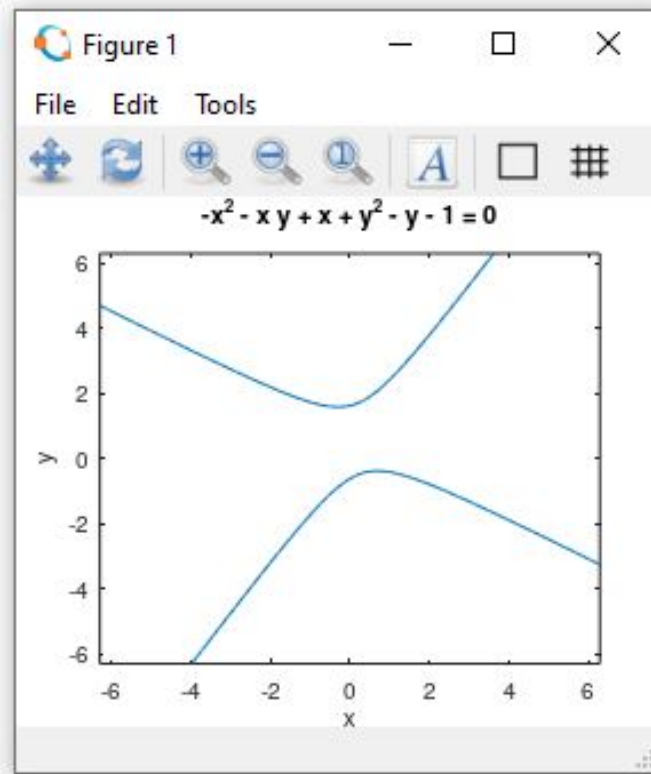 Figure 1
File Edit Tools
A
-x² - x y + x + y² - y - 1 = 0
6
4
2
0
-2
-4
-6
y
-6 -4 -2 0 2 4 6
x